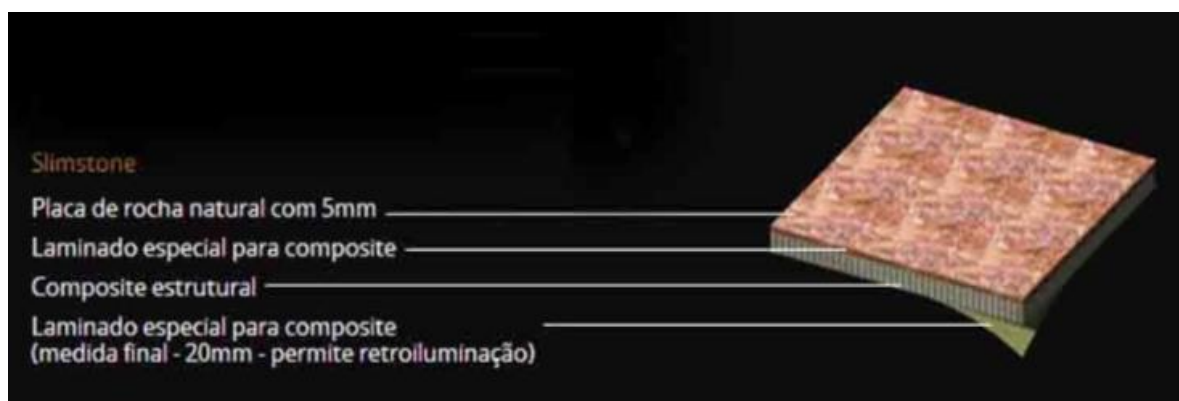 Slimstone
Placa de rocha natural com 5mm
Laminado especial para composite
Composite estrutural
Laminado especial para composite
(medida final - 20mm - permite retroiluminação)